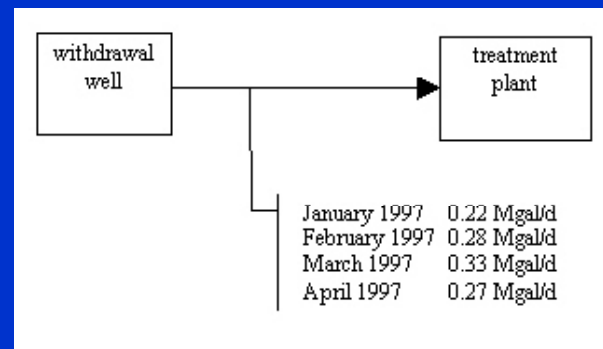 withdrawal
well
treatment
plant
January 1997 0.22 Mgal/d
February 1997 0.28 Mgal/d
March 1997 0.33 Mgal/d
April 1997 0.27 Mgal/d